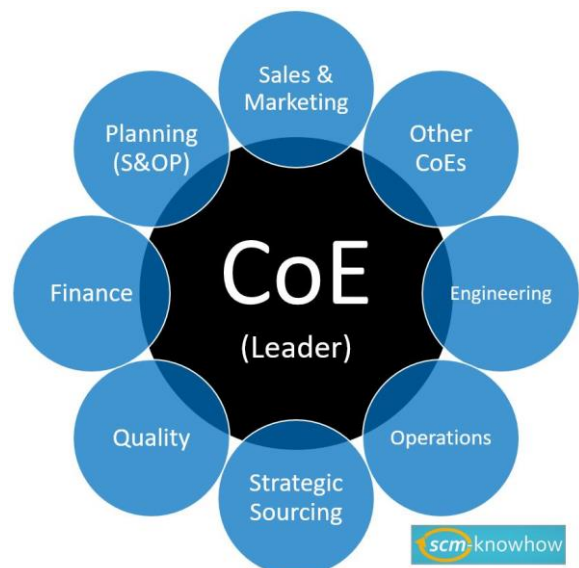 Sales &
Marketing
Other
CoEs
Engineering
Operations
Strategic
Sourcing
Quality
Finance
Planning
(S&OP)
CoE
(Leader)
scm-knowhow